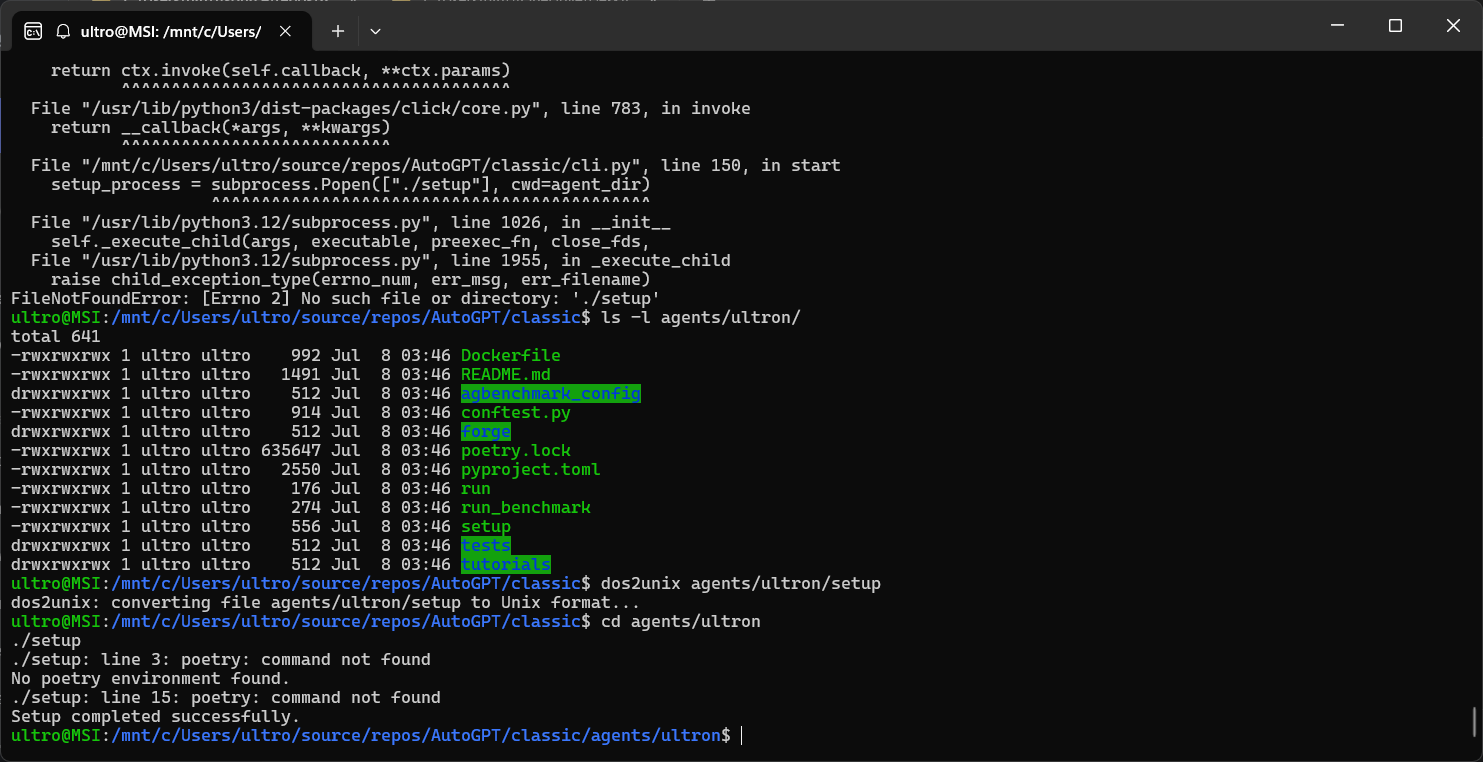 ultro@MSI: /mnt/c/Users/
return ctx.invoke(self.callback, **ctx.params)
^^^^^^^^^^^^^^^^^^^^^^^^^^^^^^^^^^^^^^^
File "/usr/lib/python3/dist-packages/click/core.py", line 783, in invoke
return __callback(*args, **kwargs)
^^^^^^^^^^^^^^^^^^^^^^^^^^^
File "/mnt/c/Users/ultro/source/repos/AutoGPT/classic/cli.py", line 150, in start
setup_process = subprocess.Popen(["./setup"], cwd=agent_dir)
^^^^^^^^^^^^^^^^^^^^^^^^^^^^^^^^^^^^^^^^^^^^
File "/usr/lib/python3.12/subprocess.py", line 1026, in __init__
self._execute_child(args, executable, preexec_fn, close_fds,
File "/usr/lib/python3.12/subprocess.py", line 1955, in _execute_child
raise child_exception_type(errno_num, err_msg, err_filename)
FileNotFoundError: [Errno 2] No such file or directory: './setup'
ultro@MSI:/mnt/c/Users/ultro/source/repos/AutoGPT/classic$ ls -l agents/ultron/
total 641
-rwxrwxrwx 1 ultro ultro    992 Jul  8 03:46 Dockerfile
-rwxrwxrwx 1 ultro ultro   1491 Jul  8 03:46 README.md
drwxrwxrwx 1 ultro ultro    512 Jul  8 03:46 agbenchmark_config
-rwxrwxrwx 1 ultro ultro    914 Jul  8 03:46 conftest.py
drwxrwxrwx 1 ultro ultro    512 Jul  8 03:46 forge
-rwxrwxrwx 1 ultro ultro 635647 Jul  8 03:46 poetry.lock
-rwxrwxrwx 1 ultro ultro   2550 Jul  8 03:46 pyproject.toml
-rwxrwxrwx 1 ultro ultro    176 Jul  8 03:46 run
-rwxrwxrwx 1 ultro ultro    274 Jul  8 03:46 run_benchmark
-rwxrwxrwx 1 ultro ultro    556 Jul  8 03:46 setup
drwxrwxrwx 1 ultro ultro    512 Jul  8 03:46 tests
drwxrwxrwx 1 ultro ultro    512 Jul  8 03:46 tutorials
ultro@MSI:/mnt/c/Users/ultro/source/repos/AutoGPT/classic$ dos2unix agents/ultron/setup
dos2unix: converting file agents/ultron/setup to Unix format...
ultro@MSI:/mnt/c/Users/ultro/source/repos/AutoGPT/classic$ cd agents/ultron
./setup
./setup: line 3: poetry: command not found
No poetry environment found.
./setup: line 15: poetry: command not found
Setup completed successfully.
ultro@MSI:/mnt/c/Users/ultro/source/repos/AutoGPT/classic/agents/ultron$